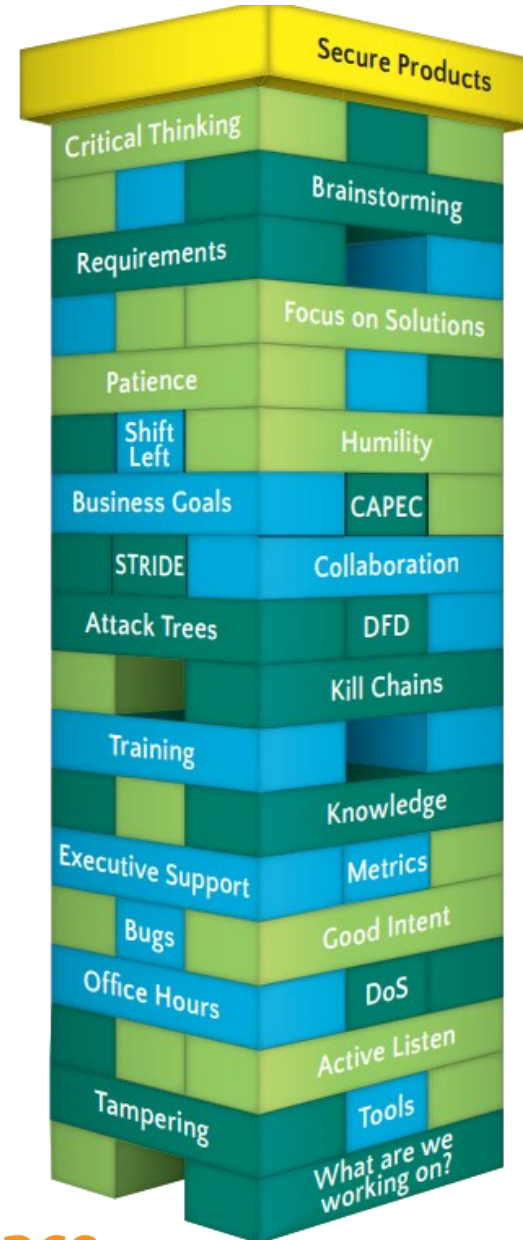 Secure Products
Critical Thinking
Brainstorming
Requirements
Focus on Solutions
Patience
Shift
Left
Humility
Business Goals
CAPEC
STRIDE
Collaboration
Attack Trees
DFD
Kill Chains
Training
Knowledge
Executive Support
Metrics
Bugs
Good Intent
Office Hours
DoS
Active Listen
Tampering
Tools
What are we
working on?